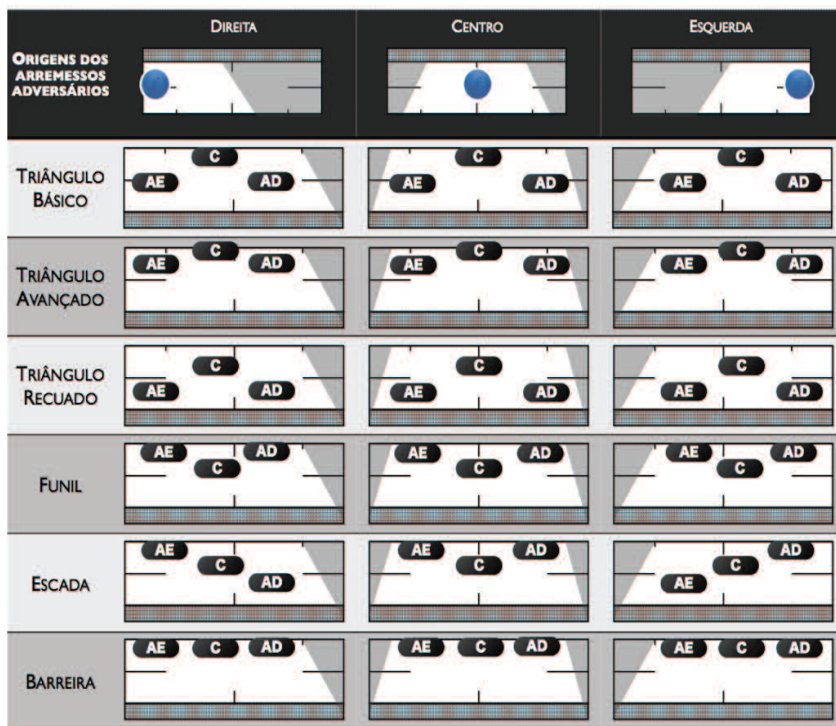 DIREITA CENTRO ESQUERDA
ORIGENS DOS
ARREMESSOS
ADVERSÁRIOS
TRIÂNGULO
BÁSICO
C C C
AE AD AE AD AE AD
TRIÂNGULO
AVANÇADO
C C C
AE AD AE AD AE AD
TRIÂNGULO
RECUADO
C C C
AE AD AE AD AE AD
FUNIL
AE AD AE AD AE AD
C C C
ESCADA
AE AE AD AD
C C C
AD AE
BARREIRA
AE C AD AE C AD AE C AD